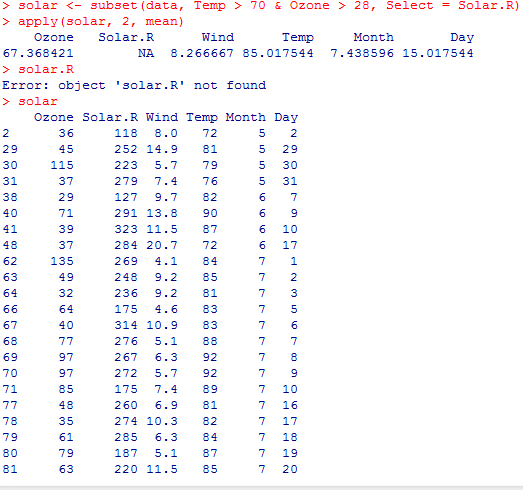 > solar <- subset(data, Temp > 70 & Ozone > 28, Select = Solar.R)
> apply(solar, 2, mean)
Ozone Solar.R Wind Temp Month Day
67.368421 NA 8.266667 85.017544 7.438596 15.017544
> solar.R
Error: object 'solar.R' not found
> solar
Ozone Solar.R Wind Temp Month Day
2 36 118 8.0 72 5 2
29 45 252 14.9 81 5 29
30 115 223 5.7 79 5 30
31 37 279 7.4 76 5 31
38 29 127 9.7 82 6 7
40 71 291 13.8 90 6 9
41 39 323 11.5 87 6 10
48 37 284 20.7 72 6 17
62 135 269 4.1 84 7 1
63 49 248 9.2 85 7 2
64 32 236 9.2 81 7 3
66 64 175 4.6 83 7 5
67 40 314 10.9 83 7 6
68 77 276 5.1 88 7 7
69 97 267 6.3 92 7 8
70 97 272 5.7 92 7 9
71 85 175 7.4 89 7 10
77 48 260 6.9 81 7 16
78 35 274 10.3 82 7 17
79 61 285 6.3 84 7 18
80 79 187 5.1 87 7 19
81 63 220 11.5 85 7 20